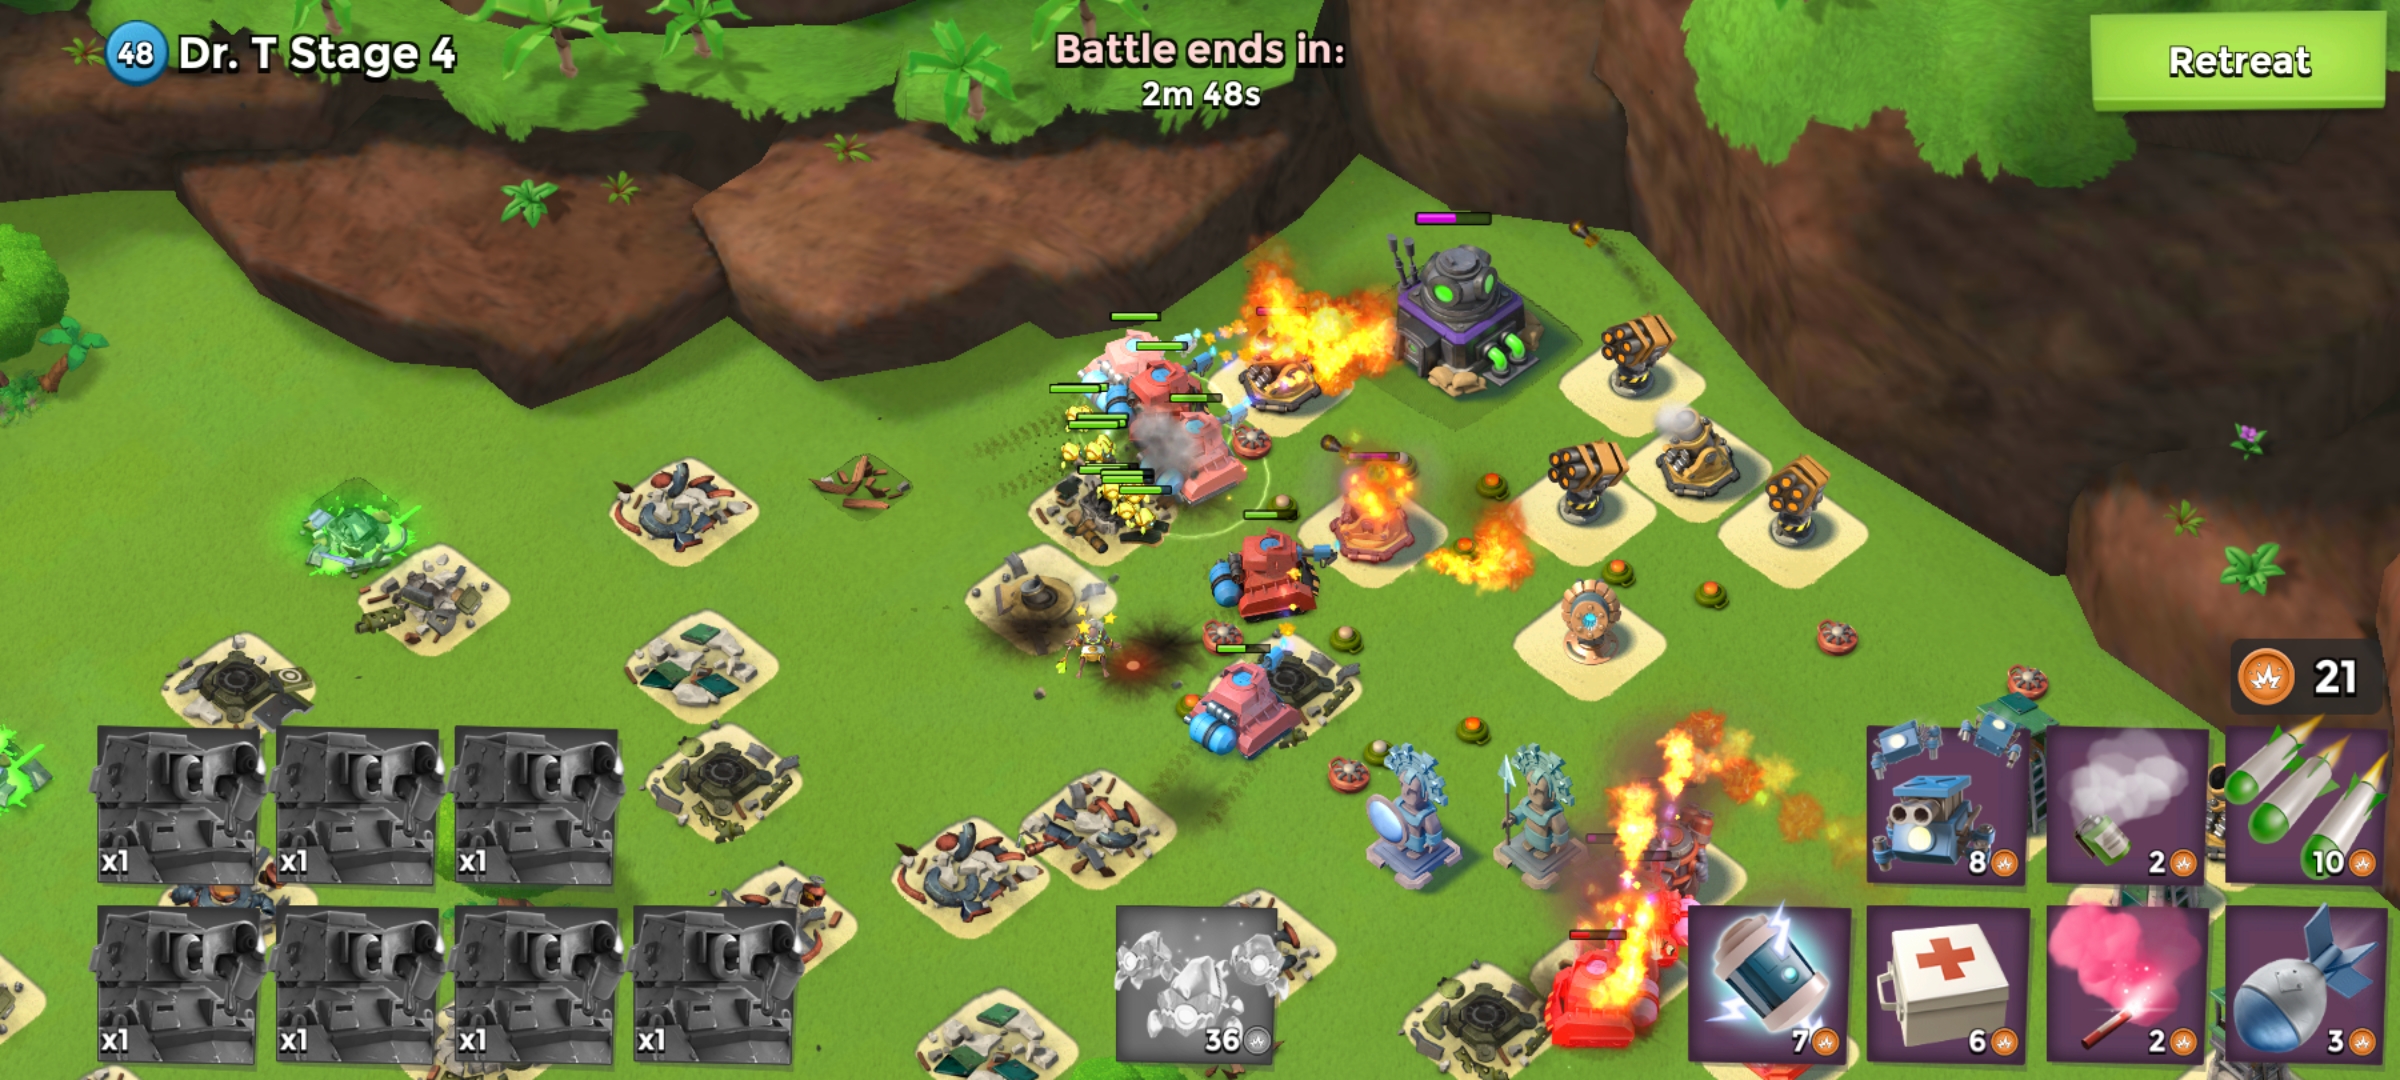 48 Dr. T Stage 4
Battle ends in:
2m 48s
Retreat
21
x1 x1 x1
8 2 10
x1 x1 x1 x1
36 7 6 2 3